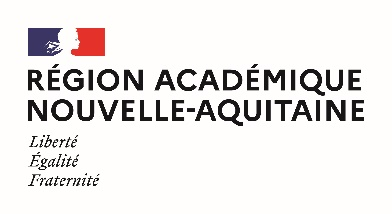 RÉGION ACADÉMIQUE
NOUVELLE-AQUITAINE
Liberté
Égalité
Fraternité